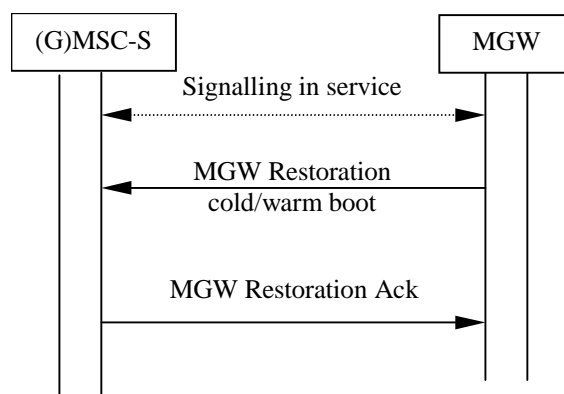 (G)MSC-S
MGW
Signalling in service
MGW Restoration
cold/warm boot
MGW Restoration Ack